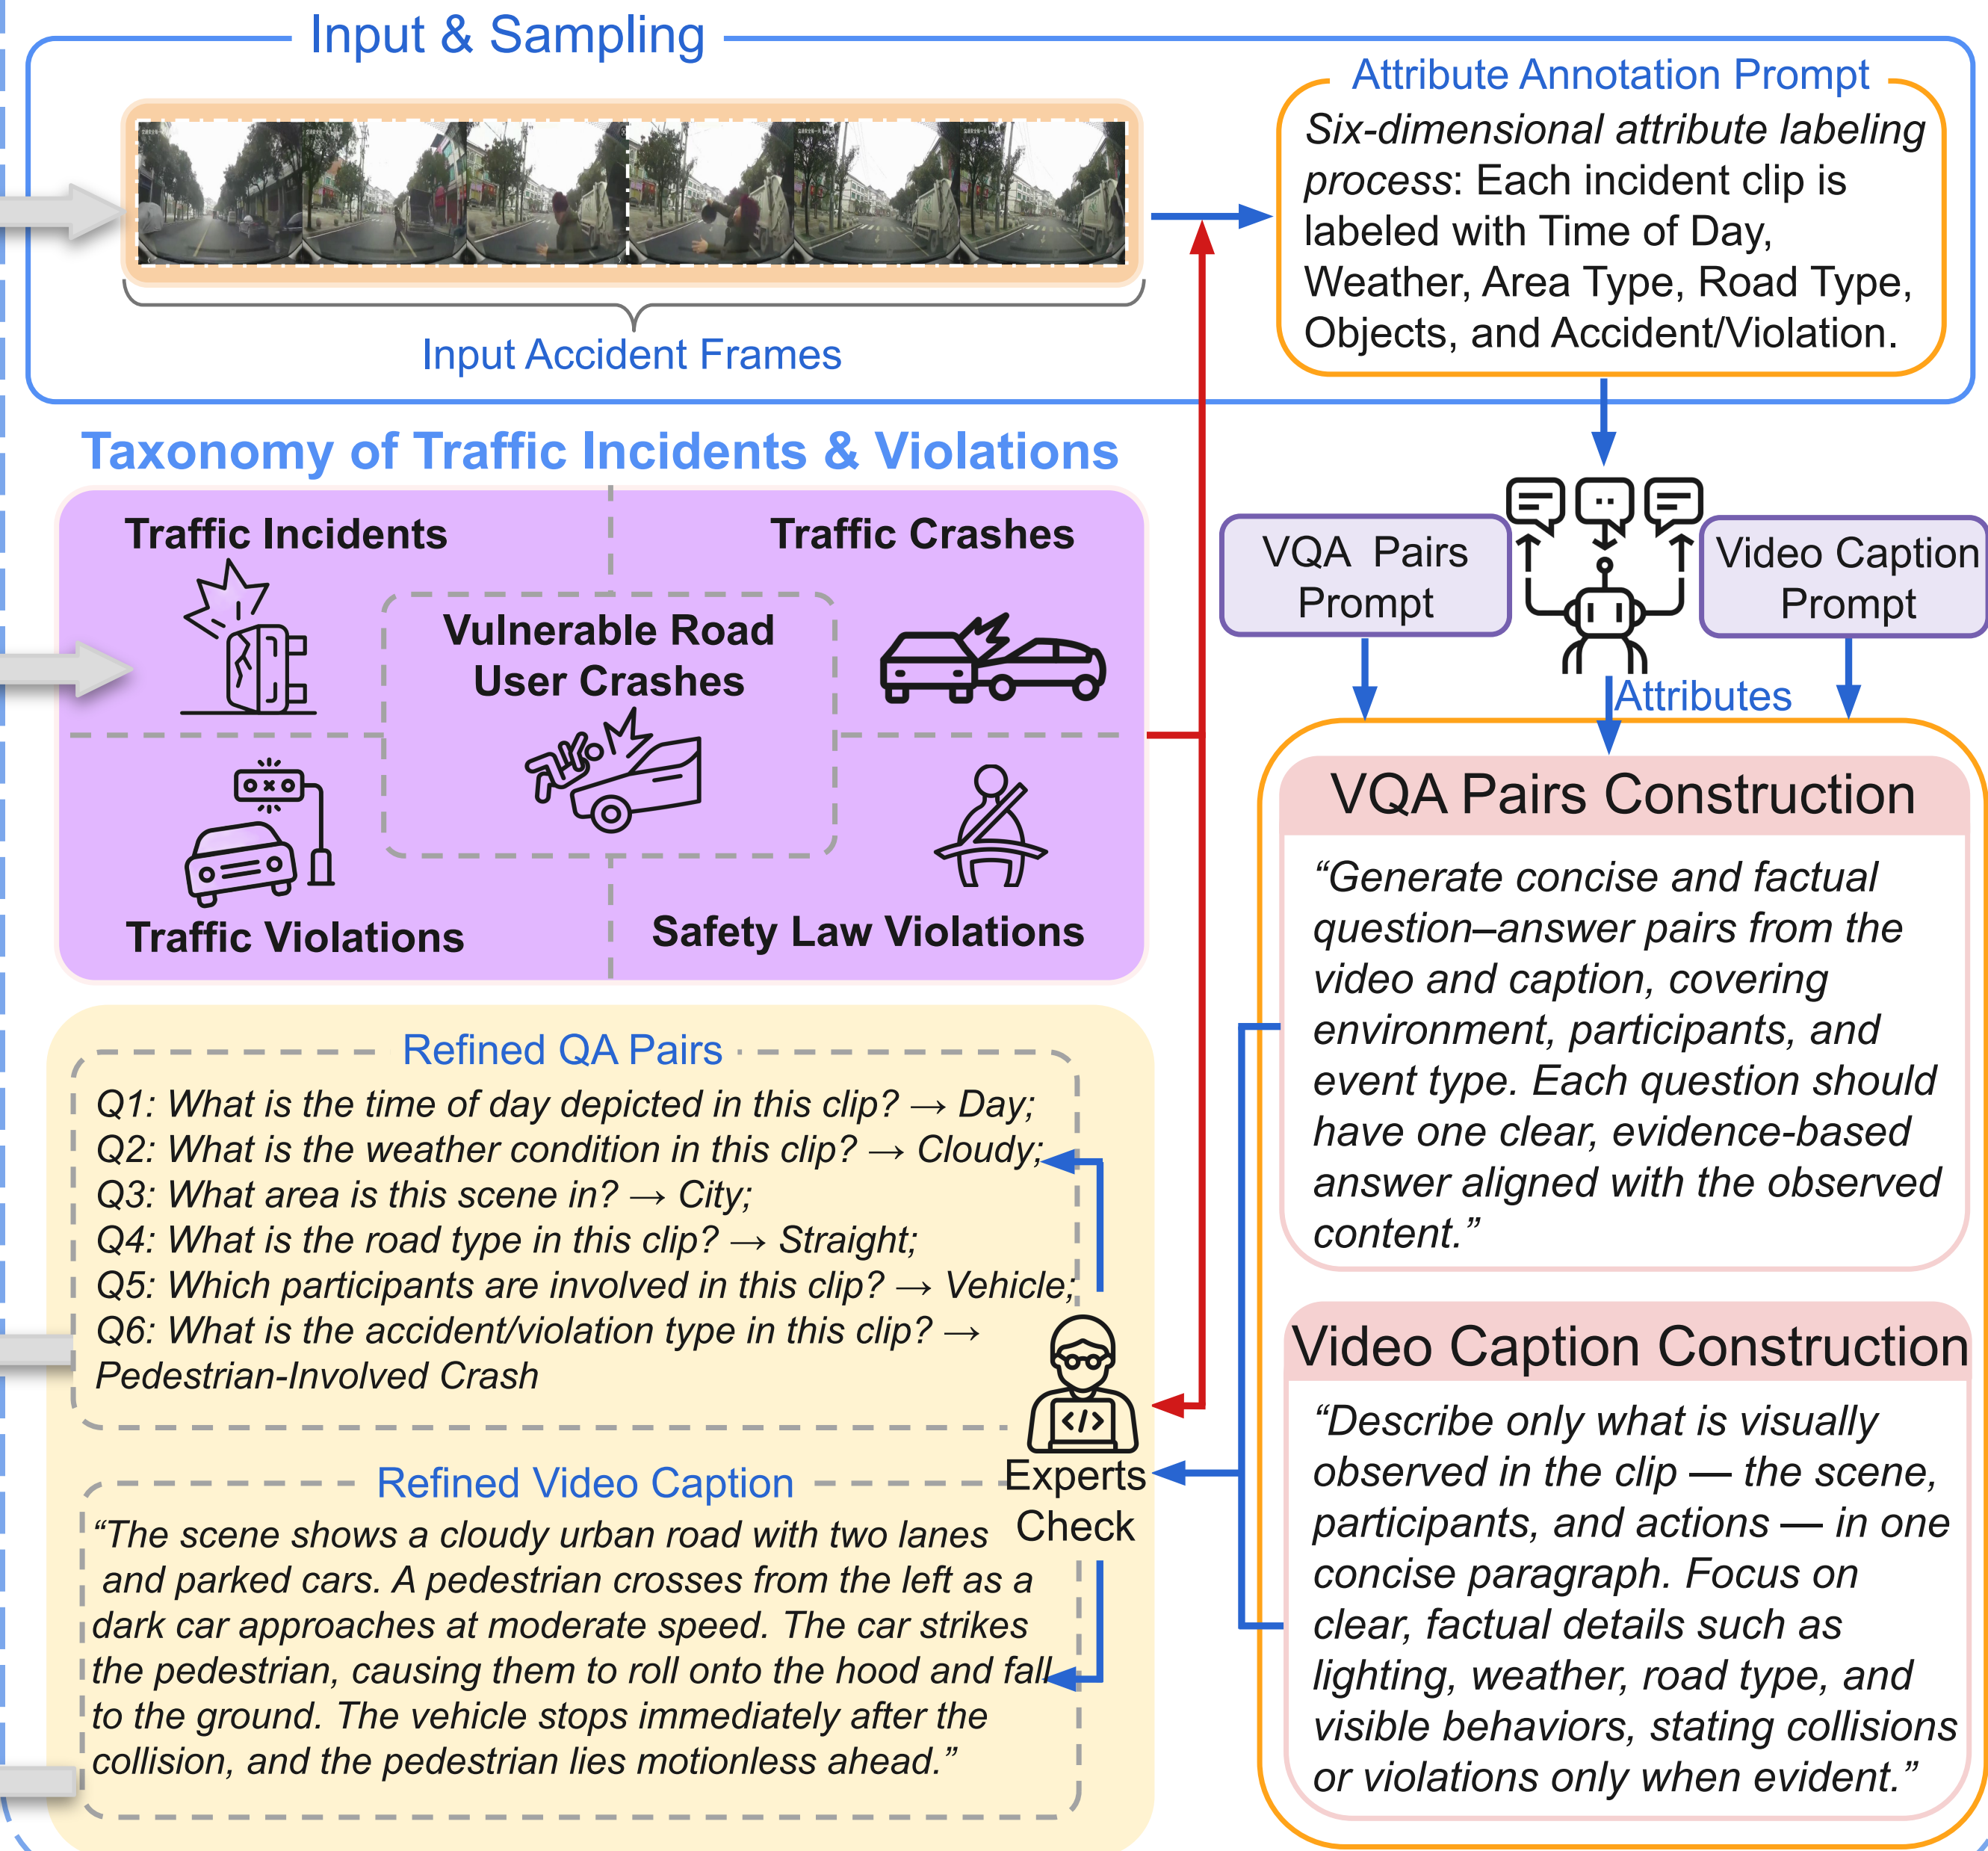 Input & Sampling
Attribute Annotation Prompt
Six-dimensional attribute labeling
process: Each incident clip is
labeled with Time of Day,
Weather, Area Type, Road Type,
Objects, and Accident/Violation.
Input Accident Frames
Taxonomy of Traffic Incidents & Violations
Traffic Incidents
Traffic Crashes
Vulnerable Road
User Crashes
Traffic Violations
Safety Law Violations
VQA Pairs
Prompt
Video Caption
Prompt
Attributes
VQA Pairs Construction
“Generate concise and factual
question–answer pairs from the
video and caption, covering
environment, participants, and
event type. Each question should
have one clear, evidence-based
answer aligned with the observed
content.”
Video Caption Construction
“Describe only what is visually
observed in the clip — the scene,
participants, and actions — in one
concise paragraph. Focus on
clear, factual details such as
lighting, weather, road type, and
visible behaviors, stating collisions
or violations only when evident.”
Refined QA Pairs
Q1: What is the time of day depicted in this clip? → Day;
Q2: What is the weather condition in this clip? → Cloudy;
Q3: What area is this scene in? → City;
Q4: What is the road type in this clip? → Straight;
Q5: Which participants are involved in this clip? → Vehicle;
Q6: What is the accident/violation type in this clip? →
Pedestrian-Involved Crash
</>
Experts
Check
Refined Video Caption
“The scene shows a cloudy urban road with two lanes
and parked cars. A pedestrian crosses from the left as a
dark car approaches at moderate speed. The car strikes
the pedestrian, causing them to roll onto the hood and fall
to the ground. The vehicle stops immediately after the
collision, and the pedestrian lies motionless ahead.”